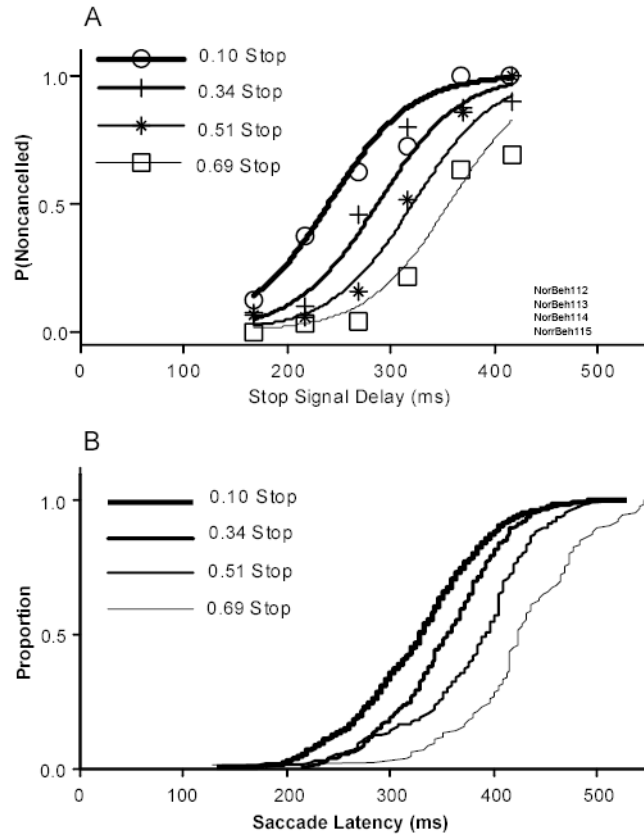 A
0.10 Stop
0.34 Stop
0.51 Stop
0.69 Stop
1.0
0.5
0.0
P(Noncancelled)
NorBeh112
NorBeh113
NorBeh114
NorrBeh115
0 100 200 300 400 500
Stop Signal Delay (ms)
B
0.10 Stop
0.34 Stop
0.51 Stop
0.69 Stop
1.0
0.5
0.0
Proportion
0 100 200 300 400 500
Saccade Latency (ms)